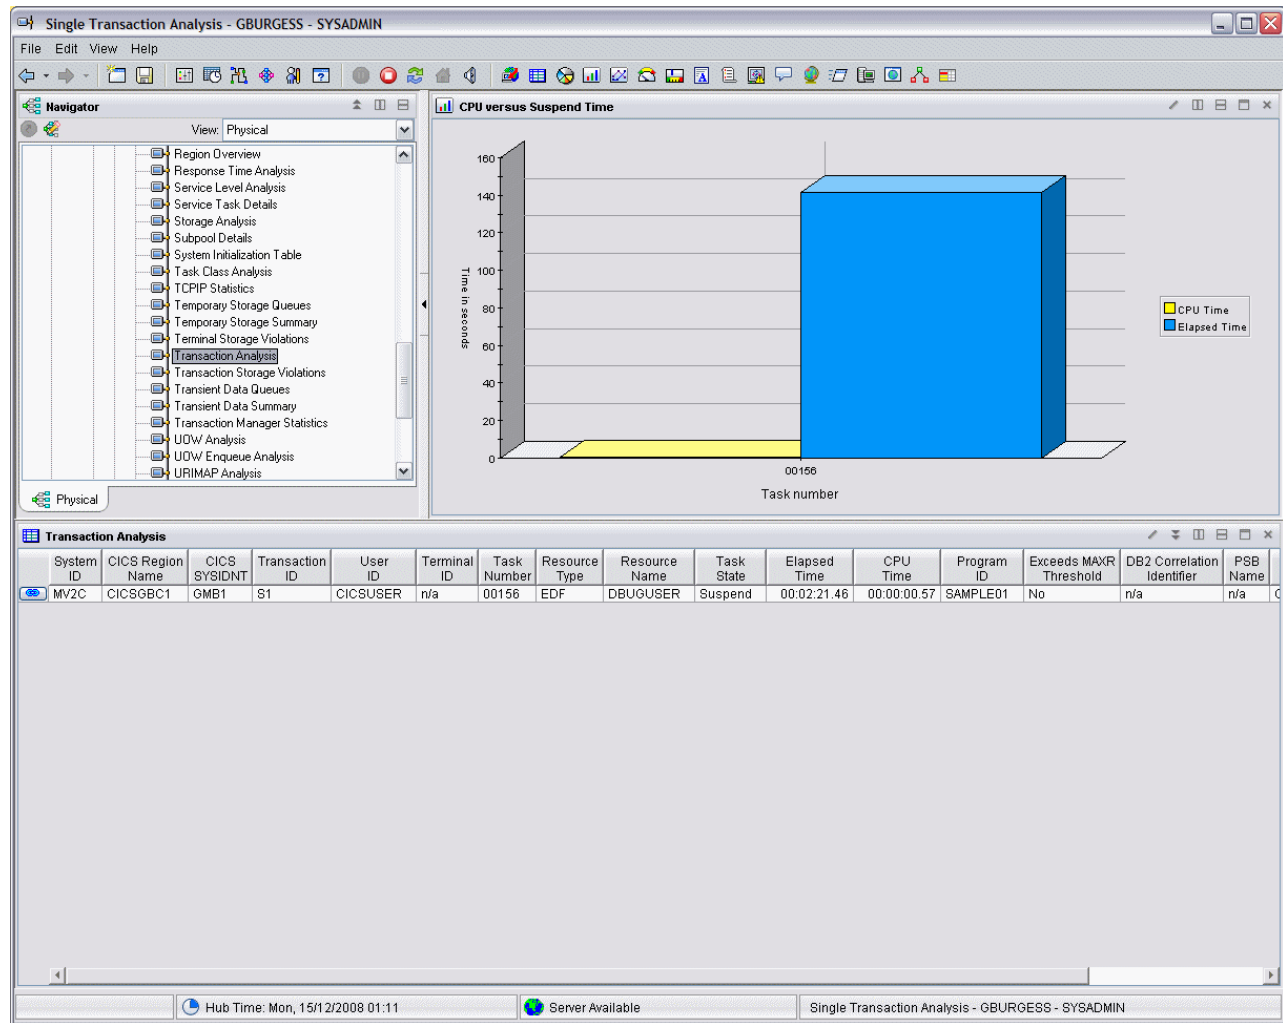 Single Transaction Analysis - GBURGESS - SYSADMIN
File Edit View Help
Navigator
View: Physical
Region Overview
Response Time Analysis
Service Level Analysis
Service Task Details
Storage Analysis
Subpool Details
System Initialization Table
Task Class Analysis
TCPIP Statistics
Temporary Storage Queues
Temporary Storage Summary
Terminal Storage Violations
Transaction Analysis
Transaction Storage Violations
Transient Data Queues
Transient Data Summary
Transaction Manager Statistics
UOW Analysis
UOW Enqueue Analysis
URIMAP Analysis
Physical
CPU versus Suspend Time
160
140
120
100
80
60
40
20
0
Time in seconds
00156
Task number
CPU Time
Elapsed Time
Transaction Analysis
System ID CICS Region Name CICS SYSIDNT Transaction ID User ID Terminal ID Task Number Resource Type Resource Name Task State Elapsed Time CPU Time Program ID Exceeds MAXR Threshold DB2 Correlation Identifier PSB Name
MV2C CICSGBC1 GMB1 S1 CICSUSER n/a 00156 EDF DBUGUSER Suspend 00:02:21.46 00:00:00.57 SAMPLE01 No n/a n/a
Hub Time: Mon, 15/12/2008 01:11
Server Available
Single Transaction Analysis - GBURGESS - SYSADMIN